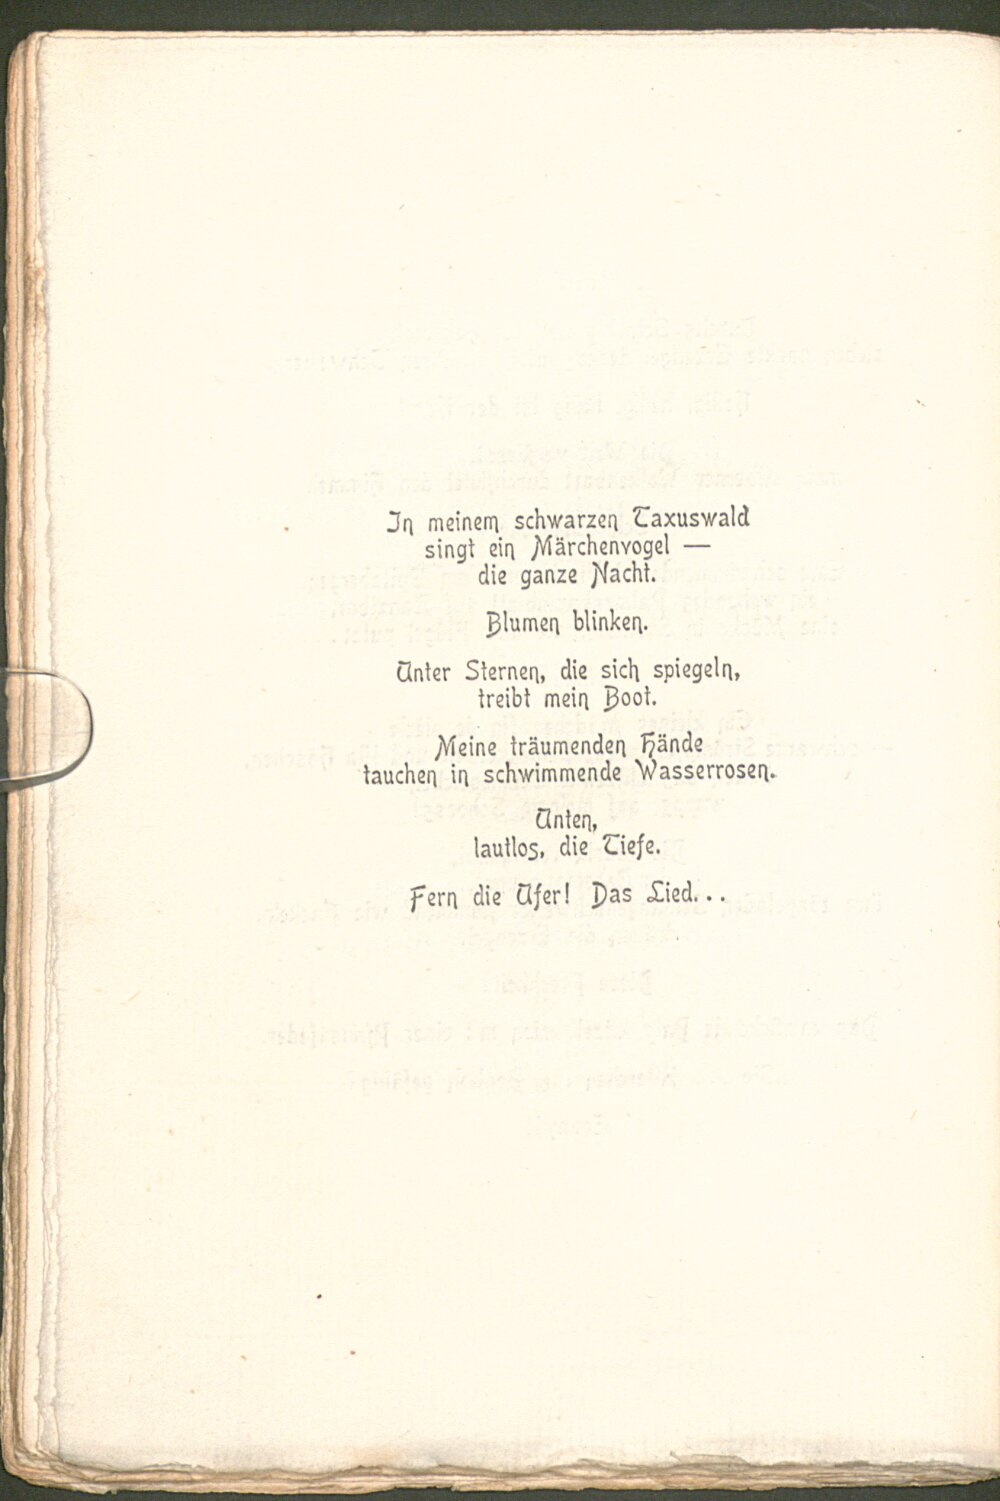 In meinem schwarzen Taxuswald
singt ein Märchenvogel —
die ganze Nacht.
Blumen blinken.
Unter Sternen, die sich spiegeln,
treibt mein Boot.
Meine träumenden Hände
tauchen in schwimmende Wasserrosen.
Unten,
lautlos, die Tiefe.
Fern die Ufer! Das Lied...